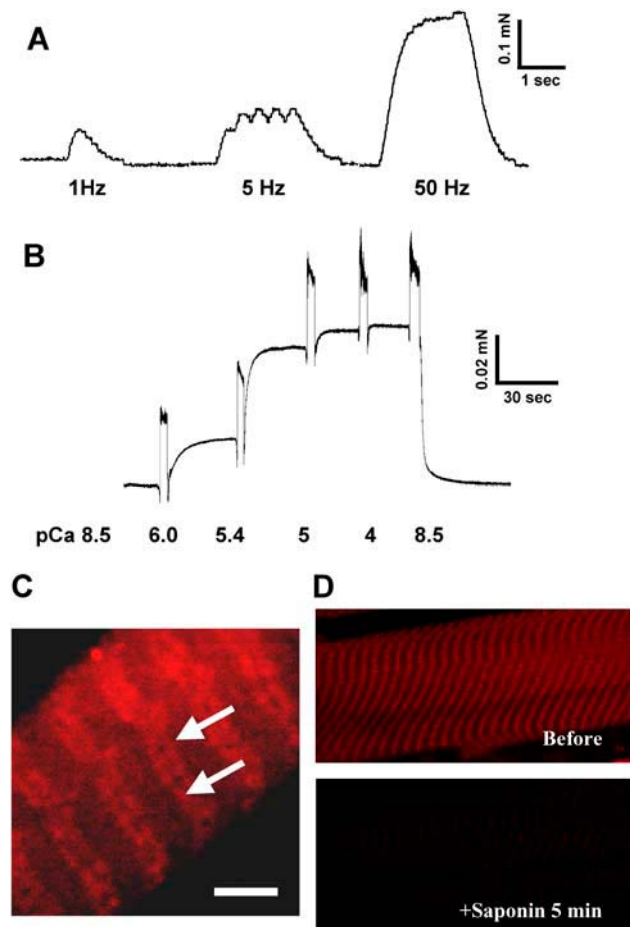 A
0.1 mN
1 sec
1Hz 5 Hz 50 Hz
B
0.02 mN
30 sec
pCa 8.5 6.0 5.4 5 4 8.5
C
D
Before
+Saponin 5 min